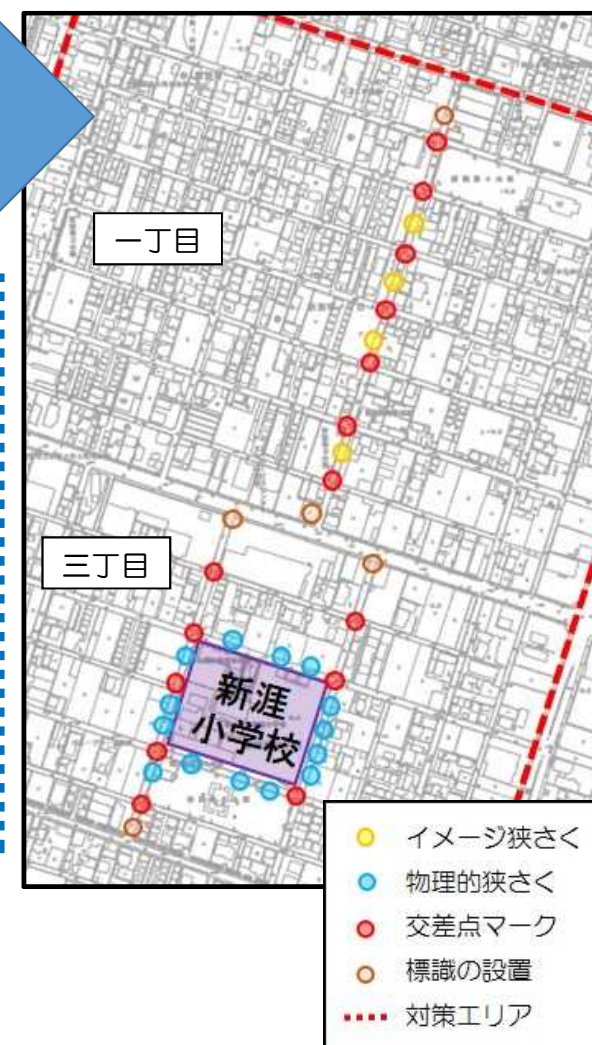 一丁目
三丁目
新涯
小学校
イメージ狭さく
物理的狭さく
交差点マーク
標識の設置
対策エリア